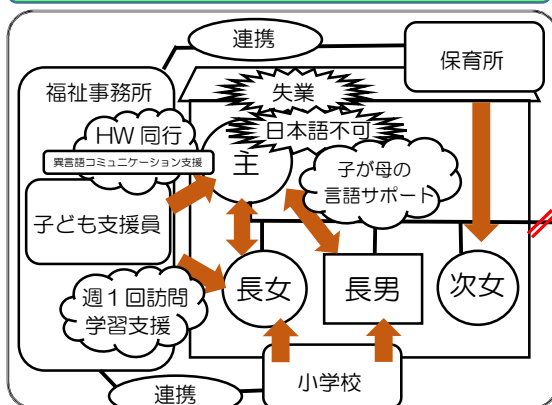 連携
保育所
福祉事務所
失業
日本語不可
HW 同行
異言語コミュニケーション支援
主
子が母の
言語サポート
子ども支援員
長女
長男
次女
週1回訪問
学習支援
小学校
連携